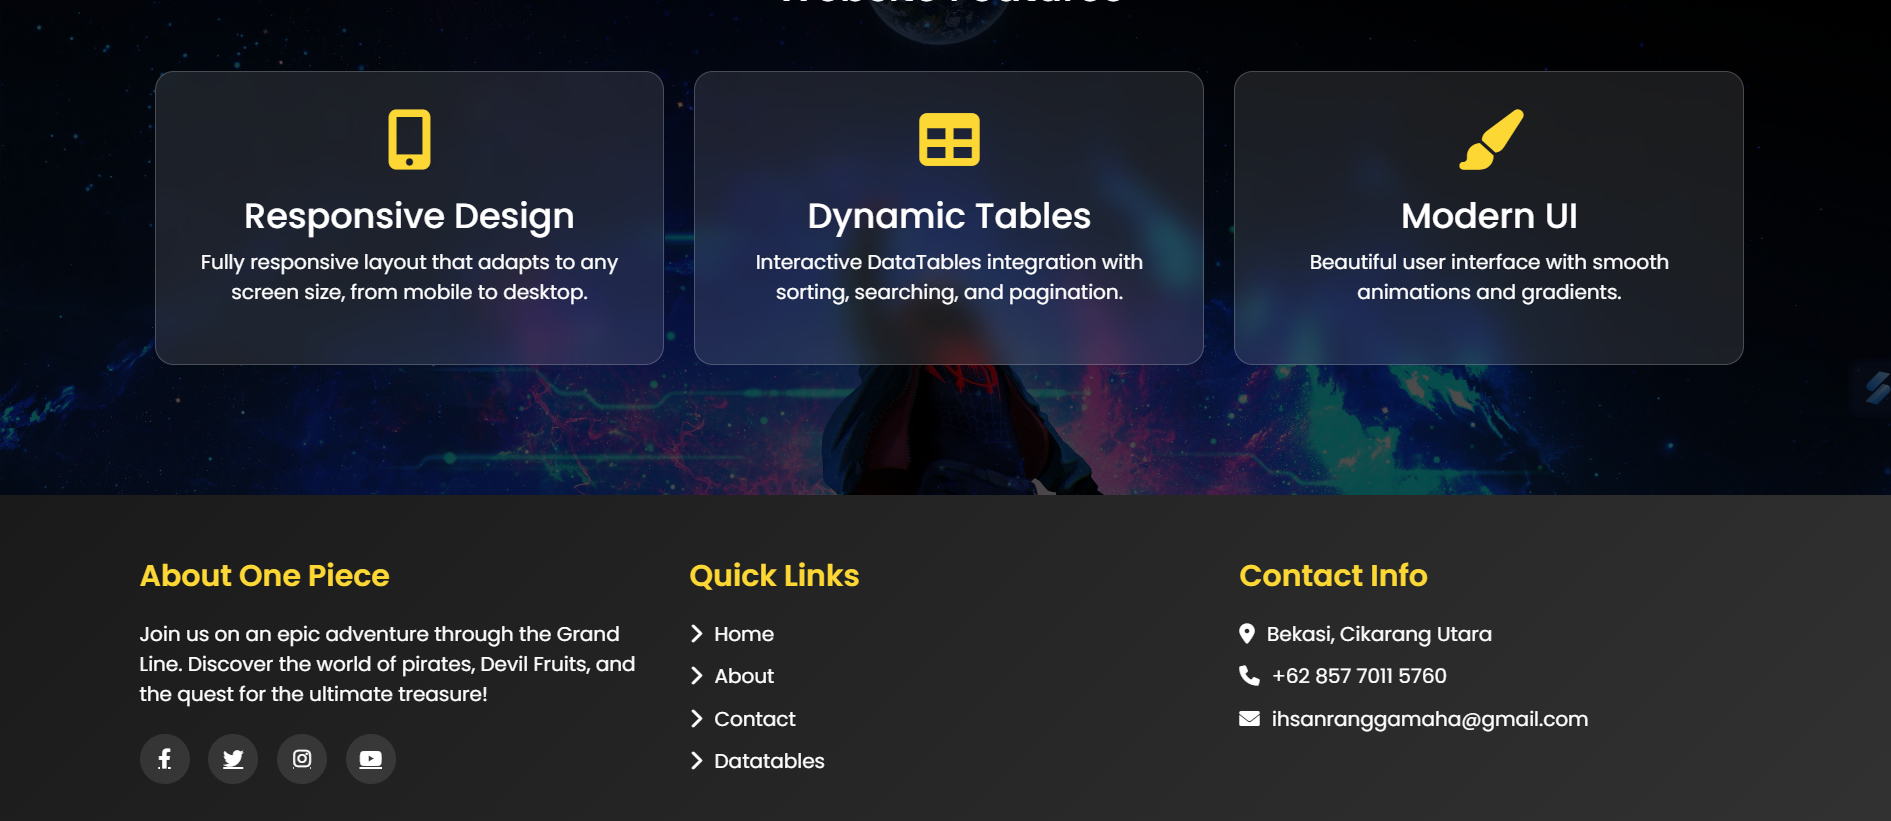 Website Features
Responsive Design
Fully responsive layout that adapts to any
screen size, from mobile to desktop.
Dynamic Tables
Interactive DataTables integration with
sorting, searching, and pagination.
Modern UI
Beautiful user interface with smooth
animations and gradients.
About One Piece
Join us on an epic adventure through the Grand
Line. Discover the world of pirates, Devil Fruits, and
the quest for the ultimate treasure!
Quick Links
Home
About
Contact
Datatables
Contact Info
Bekasi, Cikarang Utara
+62 857 7011 5760
ihsanranggamaha@gmail.com